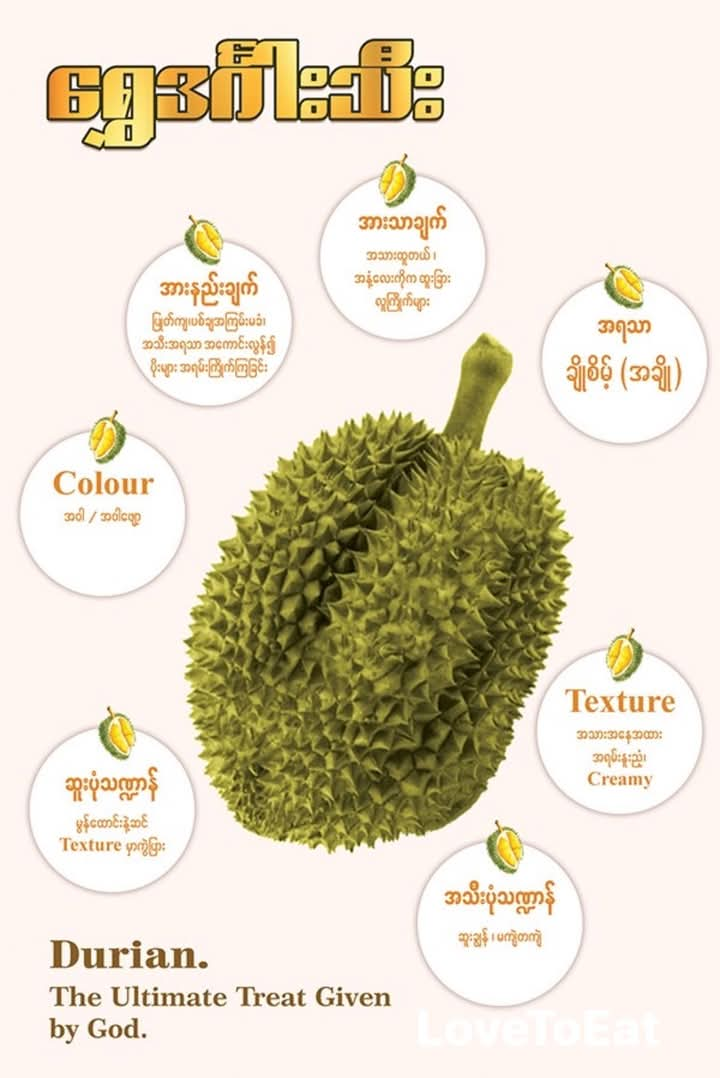 ရွှေဒင်္ဂါးသီး
အားသာချက်
အသားထူတယ် ၊
အနံ့လေးကိုက ထူးခြား
လူကြိုက်များ
အားနည်းချက်
ပြုတ်ကျ၊ပစ်ချအကြမ်းမခံ၊
အသီးအရသာ အကောင်းလွန်၍
ပိုးများ အရမ်းကြိုက်ကြခြင်း
အရသာ
ချိုစိမ့် (အချို)
Colour
အဝါ / အဝါဖျော့
Texture
အသားအနေအထား
အရမ်းနူးညံ့၊
Creamy
ဆူးပုံသဏ္ဍာန်
မွန်ထောင်းနဲ့ဆင်
Texture မှာကွဲပြား
အသီးပုံသဏ္ဍာန်
ဆူးချွန် ၊ မကျဲတကျဲ
Durian.
The Ultimate Treat Given
by God.
LoveToEat